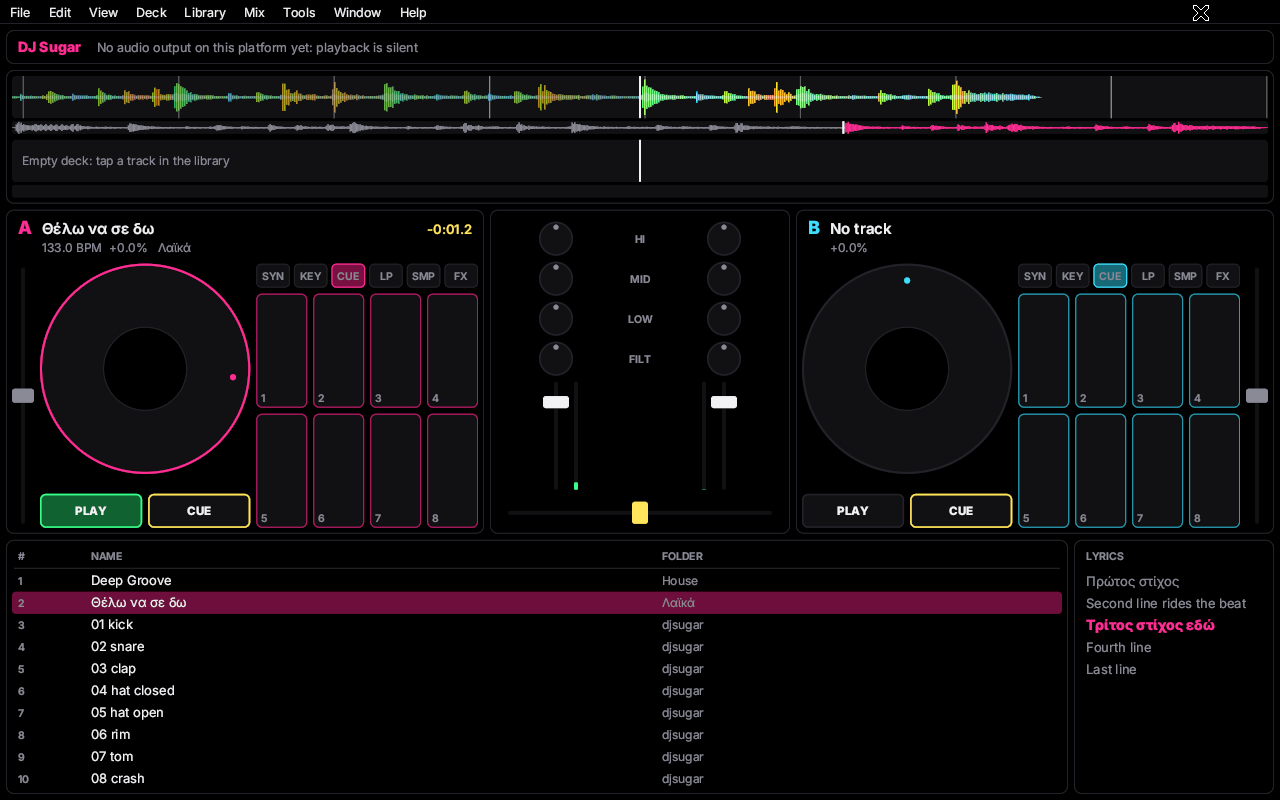 File Edit View Deck Library Mix Tools Window Help
DJ Sugar No audio output on this platform yet: playback is silent
Empty deck: tap a track in the library
A Θέλω να σε δω -0:01.2
133.0 BPM +0.0% Λαϊκά
SYN KEY CUE LP SMP FX
1 2 3 4
5 6 7 8
PLAY CUE
HI
MID
LOW
FILT
B No track
+0.0%
SYN KEY CUE LP SMP FX
1 2 3 4
5 6 7 8
PLAY CUE
# NAME FOLDER
1 Deep Groove House
2 Θέλω να σε δω Λαϊκά
3 01 kick djsugar
4 02 snare djsugar
5 03 clap djsugar
6 04 hat closed djsugar
7 05 hat open djsugar
8 06 rim djsugar
9 07 tom djsugar
10 08 crash djsugar
LYRICS
Πρώτος στίχος
Second line rides the beat
Τρίτος στίχος εδώ
Fourth line
Last line